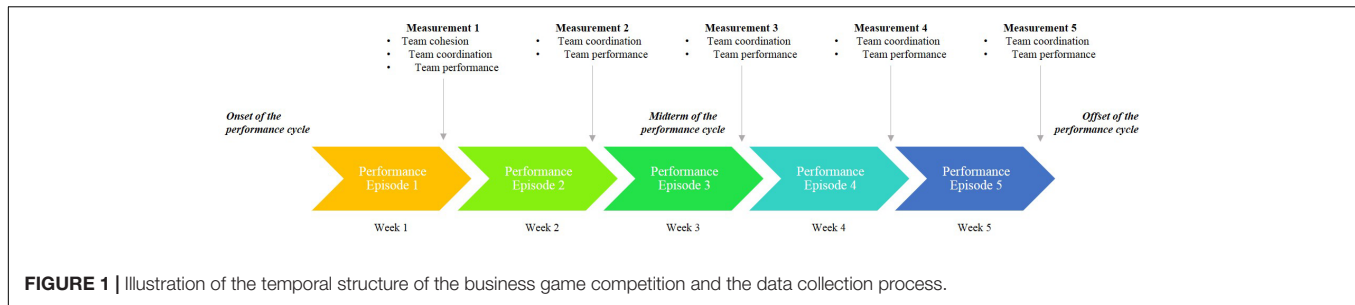 Measurement 1
• Team cohesion
• Team coordination
• Team performance
Measurement 2
• Team coordination
• Team performance
Measurement 3
• Team coordination
• Team performance
Measurement 4
• Team coordination
• Team performance
Measurement 5
• Team coordination
• Team performance
Onset of the
performance cycle
Midterm of the
performance cycle
Offset of the
performance cycle
Performance
Episode 1
Performance
Episode 2
Performance
Episode 3
Performance
Episode 4
Performance
Episode 5
Week 1
Week 2
Week 3
Week 4
Week 5
FIGURE 1 | Illustration of the temporal structure of the business game competition and the data collection process.